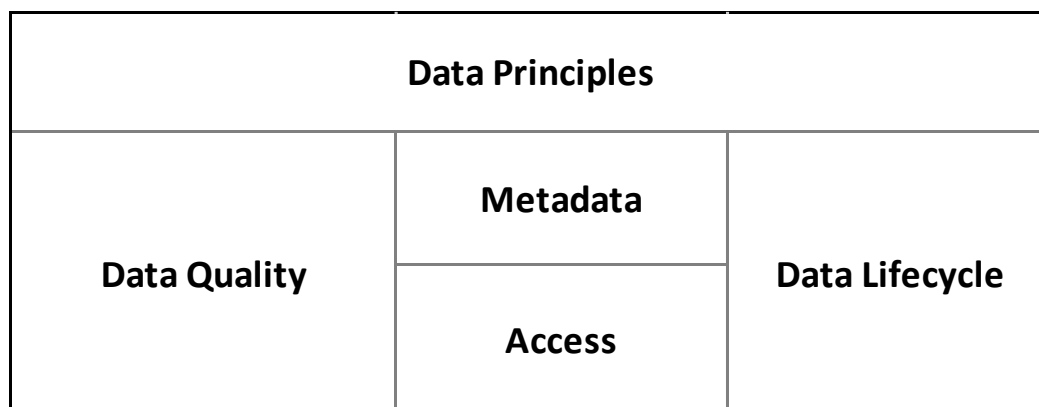 Data Principles
Metadata
Data Quality
Data Lifecycle
Access